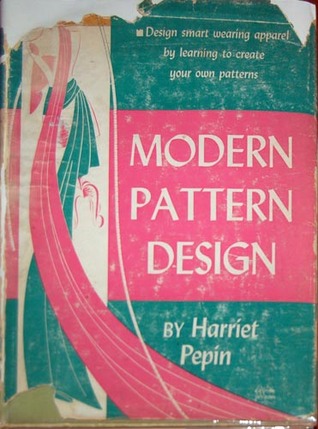 Design smart wearing apparel
by learning to create
your own patterns
MODERN
PATTERN
DESIGN
BY Harriet
Pepin